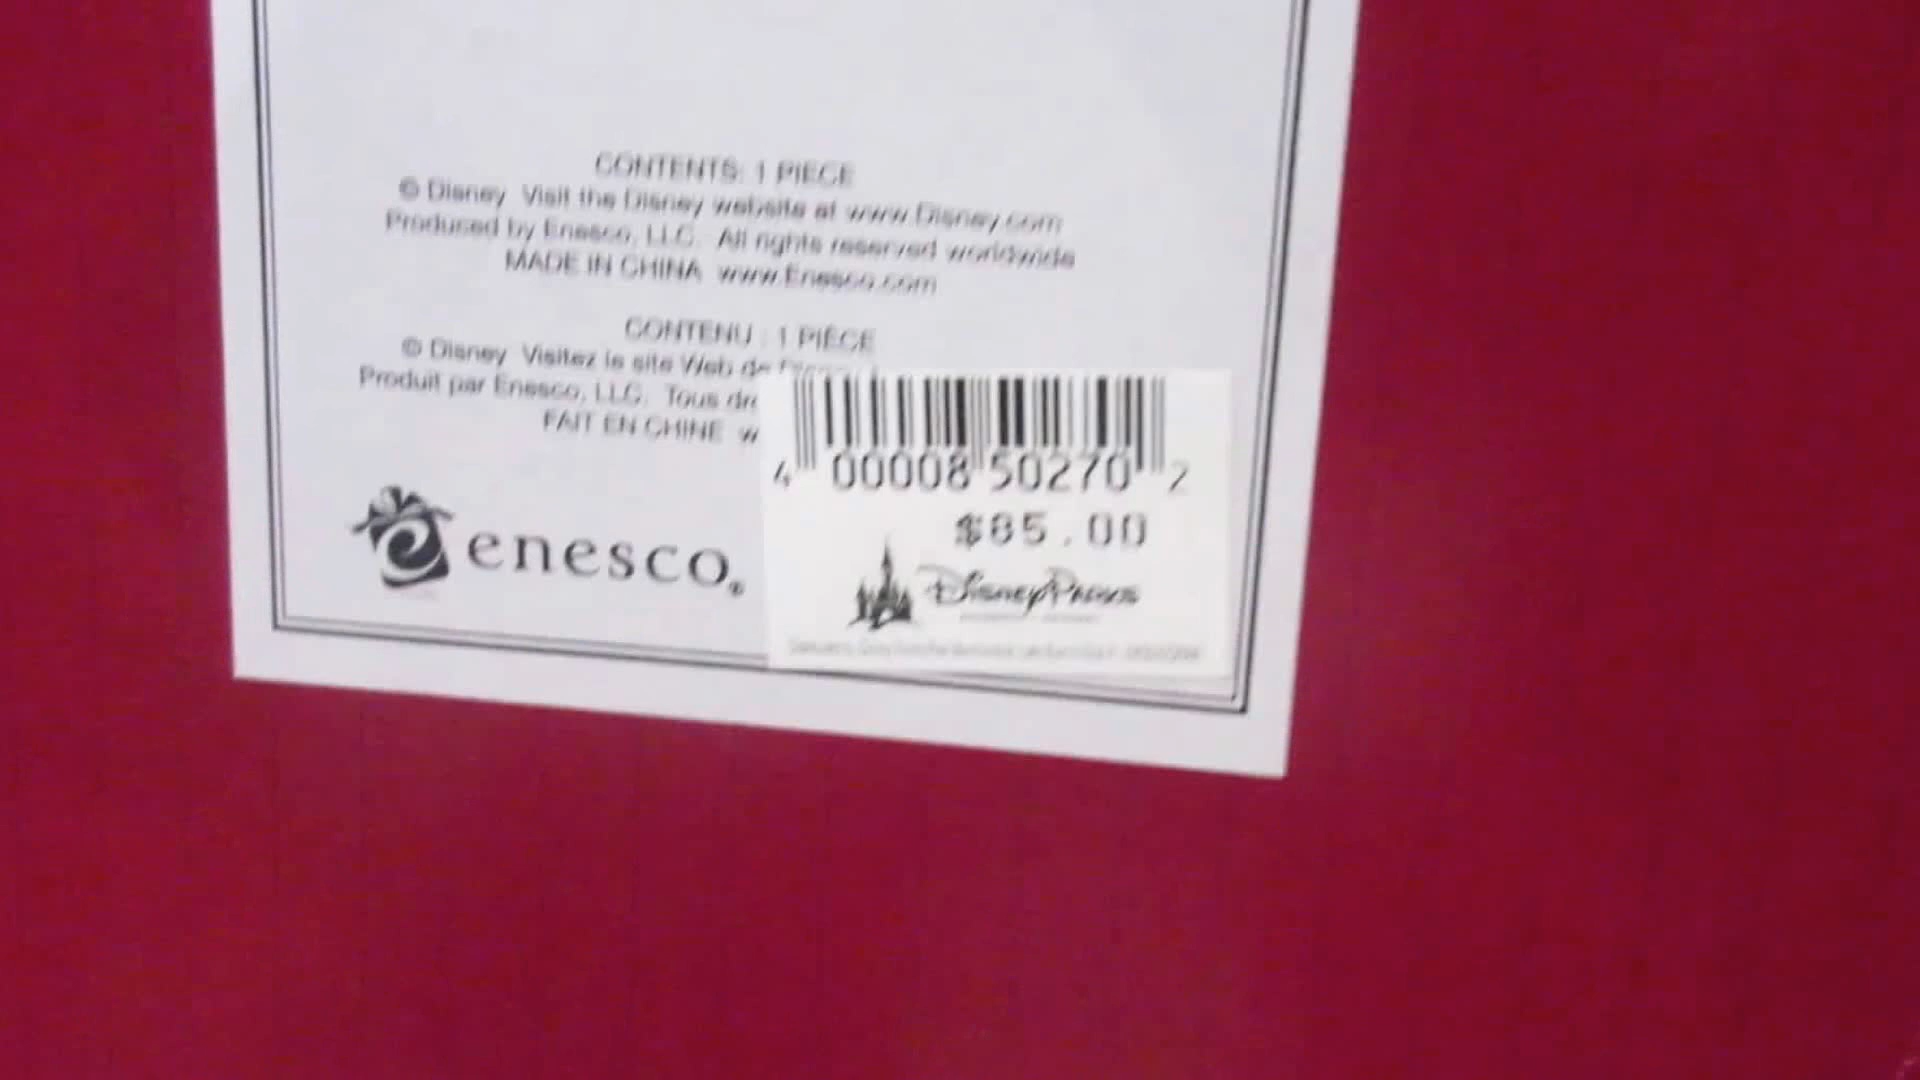 CONTENTS: 1 PIECE
© Disney Visit the Disney website at www.Disney.com
Produced by Enesco, LLC. All rights reserved worldwide
MADE IN CHINA www.Enesco.com
CONTENU : 1 PIÈCE
© Disney Visitez le site Web de
Produit par Enesco, LLC. Tous
FAIT EN CHINE
enesco®
4 00008 50270 2
$85.00
Disney Parks